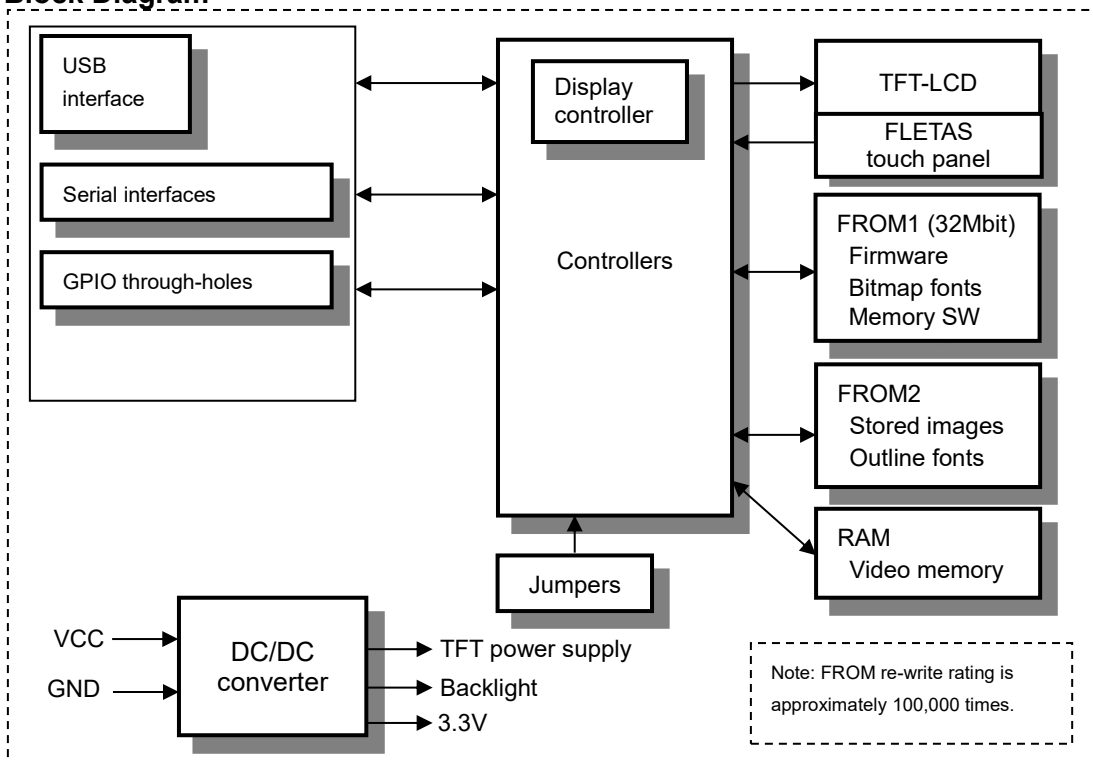 Block Diagram
USB
interface
Serial interfaces
GPIO through-holes
Display
controller
Controllers
TFT-LCD
FLETAS
touch panel
FROM1 (32Mbit)
Firmware
Bitmap fonts
Memory SW
FROM2
Stored images
Outline fonts
RAM
Video memory
Jumpers
VCC
GND
DC/DC
converter
TFT power supply
Backlight
3.3V
Note: FROM re-write rating is
approximately 100,000 times.